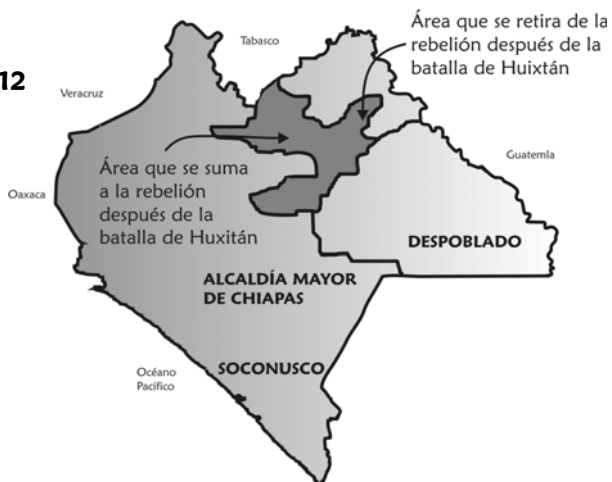 Área que se retira de la
rebelión después de la
batalla de Huixtán
Tabasco
12
Veracruz
Guatemla
Área que se suma
a la rebelión
después de la
batalla de Huxitán
Oaxaca
DESPOBLADO
ALCALDÍA MAYOR
DE CHIAPAS
SOCONUSCO
Océano
Pacífico